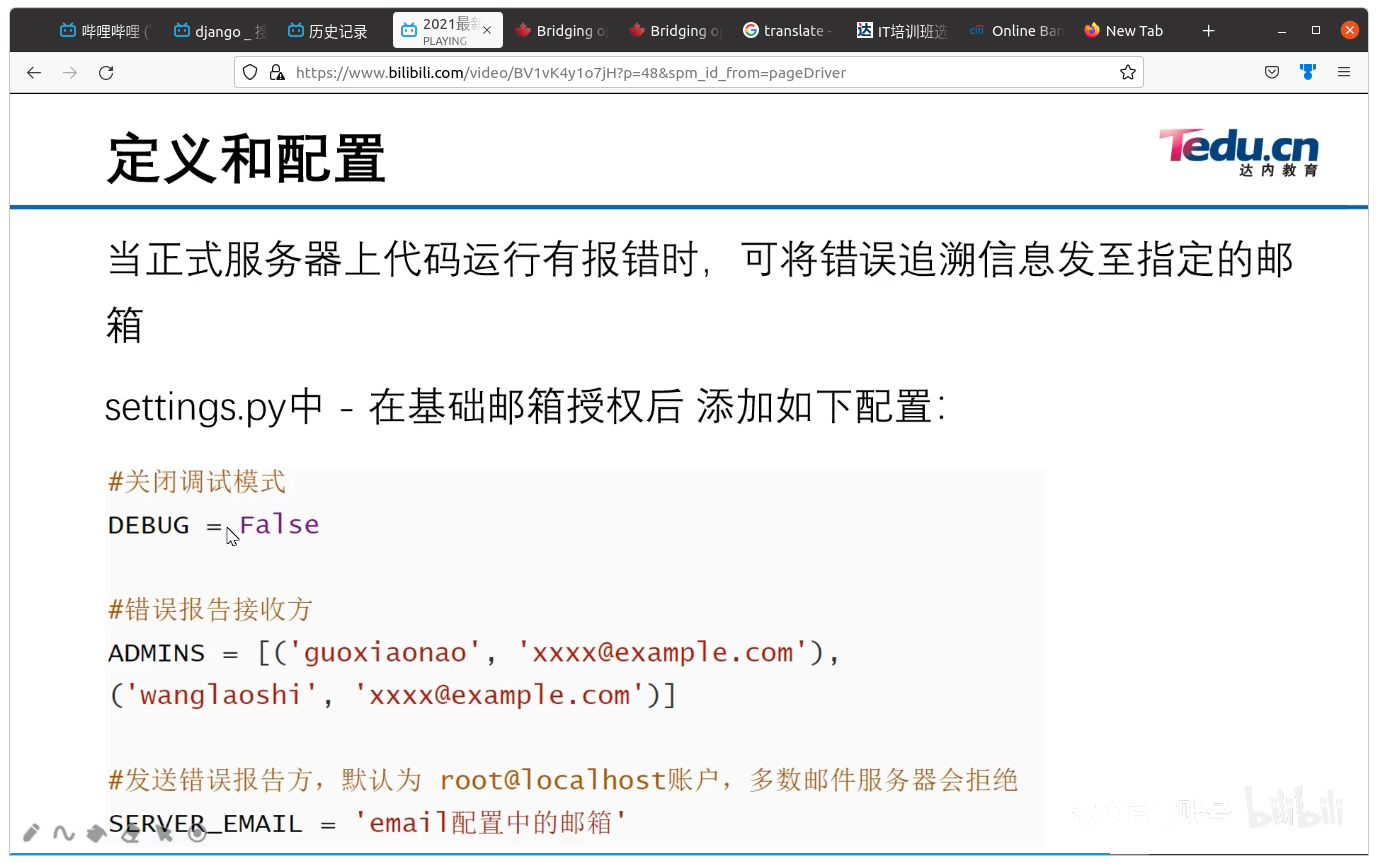 哔哩哔哩 (
django _ 搜
历史记录
2021最新
PLAYING
Bridging o
Bridging o
translate -
IT培训班选
citi Online Ban
New Tab
https://www.bilibili.com/video/BV1vK4y1o7jH?p=48&spm_id_from=pageDriver
定义和配置
Tedu.cn
达内教育
当正式服务器上代码运行有报错时，可将错误追溯信息发至指定的邮
箱
settings.py中 - 在基础邮箱授权后 添加如下配置：
#关闭调试模式
DEBUG = False
#错误报告接收方
ADMINS = [('guoxiaonao', 'xxxx@example.com'),
('wanglaoshi', 'xxxx@example.com')]
#发送错误报告方，默认为 root@localhost账户，多数邮件服务器会拒绝
SERVER_EMAIL = 'email配置中的邮箱'
bilibili